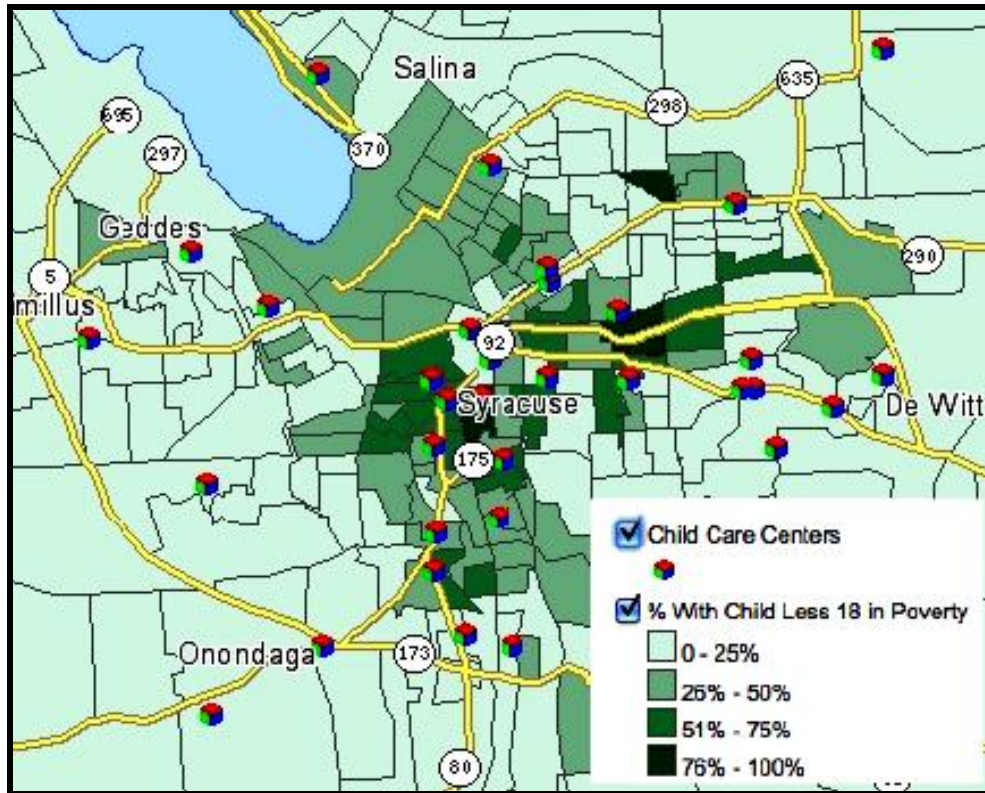 Salina
635
298
695
370
297
Geddes
290
5
millus
92
Syracuse
De Witt
175
Child Care Centers
% With Child Less 18 in Poverty
0 - 25%
26% - 50%
51% - 75%
76% - 100%
Onondaga
173
80